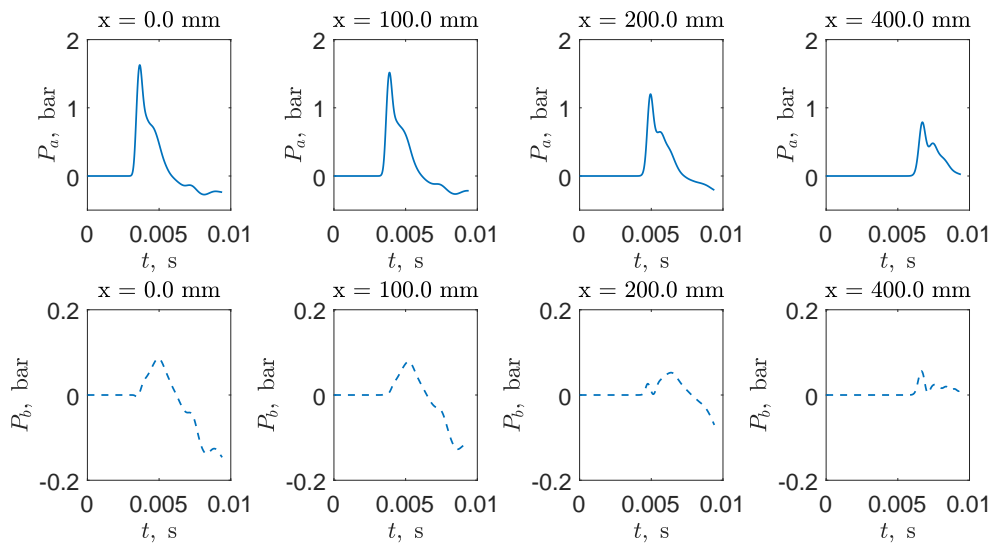 x = 0.0 mm
x = 100.0 mm
x = 200.0 mm
x = 400.0 mm
2
1
0
P_a, bar
0 0.005 0.01
t, s
2
1
0
P_a, bar
0 0.005 0.01
t, s
2
1
0
P_a, bar
0 0.005 0.01
t, s
2
1
0
P_a, bar
0 0.005 0.01
t, s
x = 0.0 mm
x = 100.0 mm
x = 200.0 mm
x = 400.0 mm
0.2
0
-0.2
P_b, bar
0 0.005 0.01
t, s
0.2
0
-0.2
P_b, bar
0 0.005 0.01
t, s
0.2
0
-0.2
P_b, bar
0 0.005 0.01
t, s
0.2
0
-0.2
P_b, bar
0 0.005 0.01
t, s